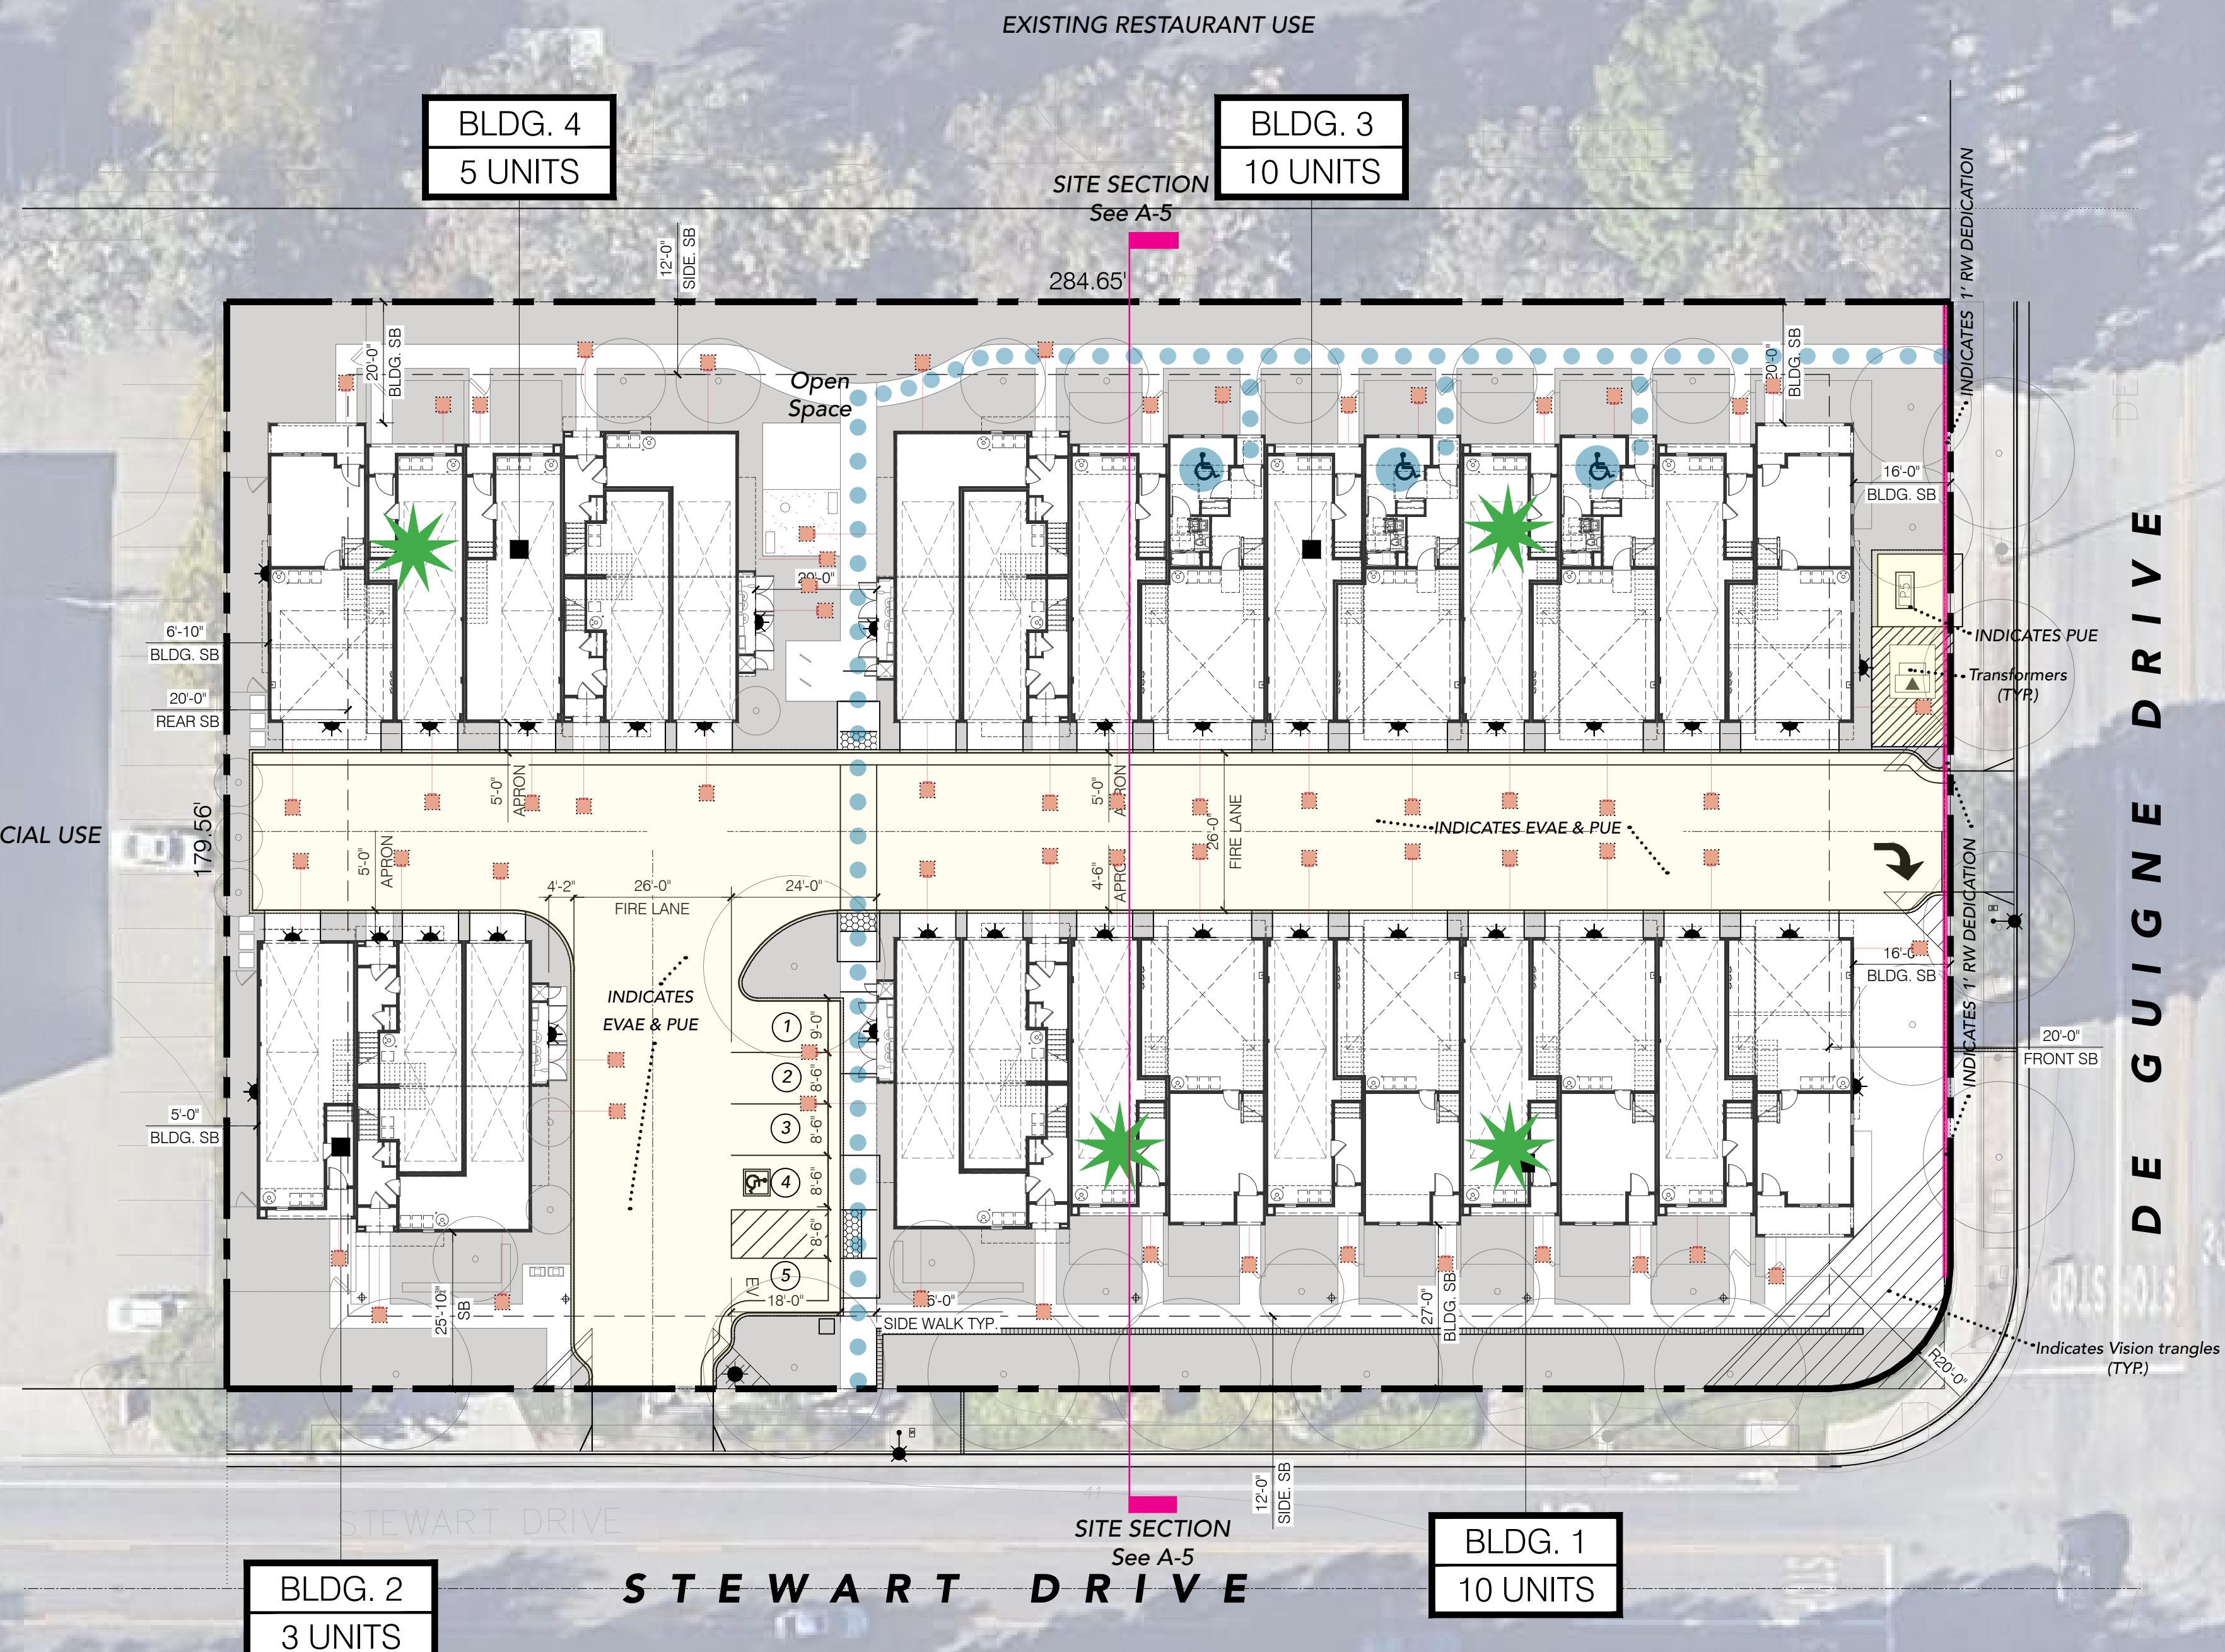 EXISTING RESTAURANT USE
BLDG. 4
5 UNITS
BLDG. 3
10 UNITS
SITE SECTION
See A-5
INDICATES 1' RW DEDICATION
12'-0"
SIDE. SB
284.65'
20'-0"
BLDG. SB
20'-0"
BLDG. SB
Open
Space
16'-0"
BLDG. SB
20'-0"
P5
INDICATES PUE
Transformers
(TYP.)
6'-10"
BLDG. SB
20'-0"
REAR SB
DE GUIGNE DRIVE
CIAL USE
179.56'
5'-0"
APRON
5'-0"
APRON
5'-0"
APRON
4'-6"
APRON
26'-0"
FIRE LANE
INDICATES EVAE & PUE
4'-2"
26'-0"
FIRE LANE
24'-0"
INDICATES 1' RW DEDICATION
16'-0"
BLDG. SB
INDICATES
EVAE & PUE
1
9'-0"
2
8'-6"
3
8'-6"
4
8'-6"
8'-6"
5
EV
18'-0"
20'-0"
FRONT SB
5'-0"
BLDG. SB
25'-10"
SB
6'-0"
SIDE WALK TYP.
27'-0"
BLDG. SB
Indicates Vision trangles
(TYP.)
R20'-0"
12'-0"
SIDE. SB
STEWART DRIVE
41
STOP
SITE SECTION
See A-5
BLDG. 1
10 UNITS
STEWART DRIVE
BLDG. 2
3 UNITS